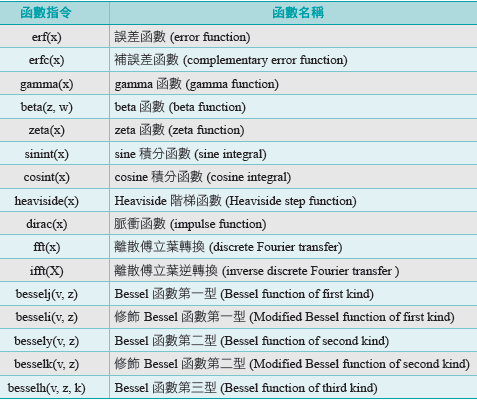 函數指令 函數名稱
erf(x) 誤差函數 (error function)
erfc(x) 補誤差函數 (complementary error function)
gamma(x) gamma 函數 (gamma function)
beta(z, w) beta 函數 (beta function)
zeta(x) zeta 函數 (zeta function)
sinint(x) sine 積分函數 (sine integral)
cosint(x) cosine 積分函數 (cosine integral)
heaviside(x) Heaviside 階梯函數 (Heaviside step function)
dirac(x) 脈衝函數 (impulse function)
fft(x) 離散傅立葉轉換 (discrete Fourier transfer)
ifft(X) 離散傅立葉逆轉換 (inverse discrete Fourier transfer )
besselj(v, z) Bessel 函數第一型 (Bessel function of first kind)
besseli(v, z) 修飾 Bessel 函數第一型 (Modified Bessel function of first kind)
bessely(v, z) Bessel 函數第二型 (Bessel function of second kind)
besselk(v, z) 修飾 Bessel 函數第二型 (Modified Bessel function of second kind)
besselh(v, z, k) Bessel 函數第三型 (Bessel function of third kind)